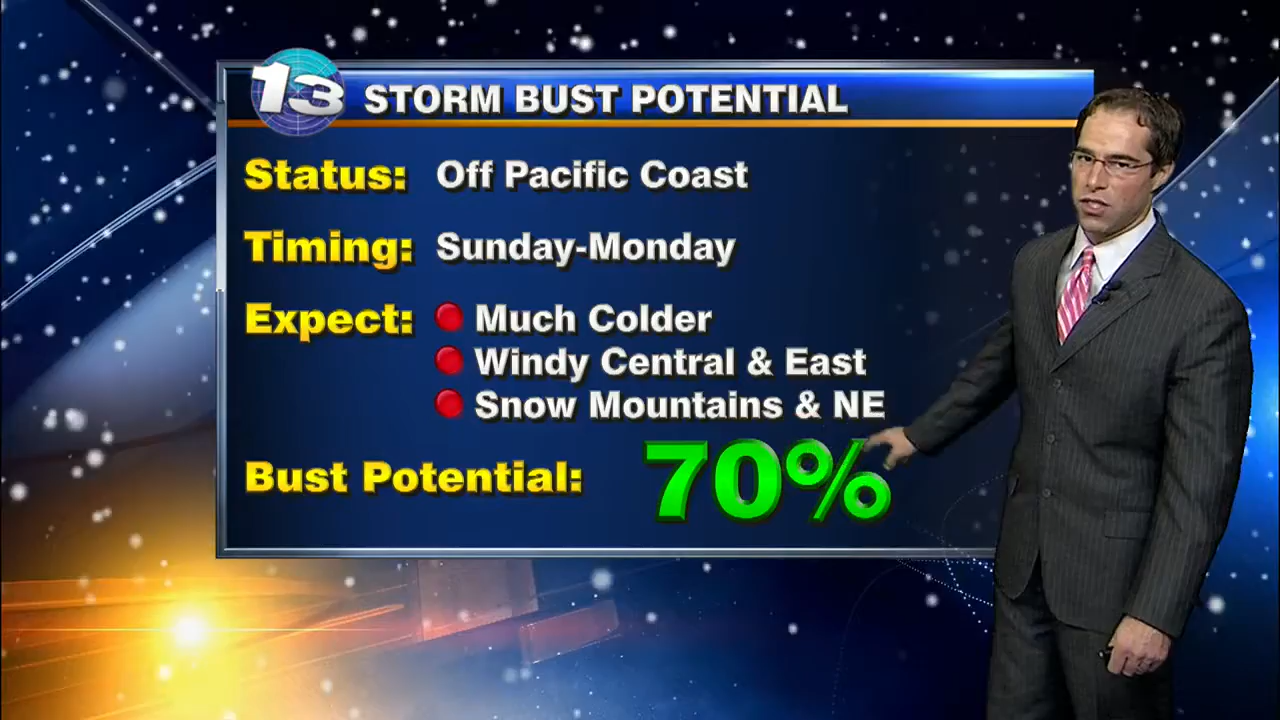 13 STORM BUST POTENTIAL
Status: Off Pacific Coast
Timing: Sunday-Monday
Expect: Much Colder
Windy Central & East
Snow Mountains & NE
Bust Potential: 70%